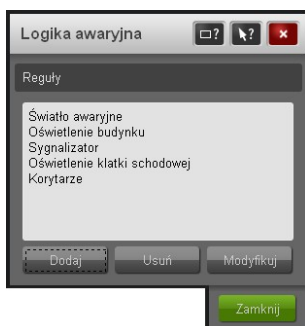 Logika awaryjna
Reguły
Światło awaryjne
Oświetlenie budynku
Sygnalizator
Oświetlenie klatki schodowej
Korytarze
Dodaj Usuń Modyfikuj
Zamknij